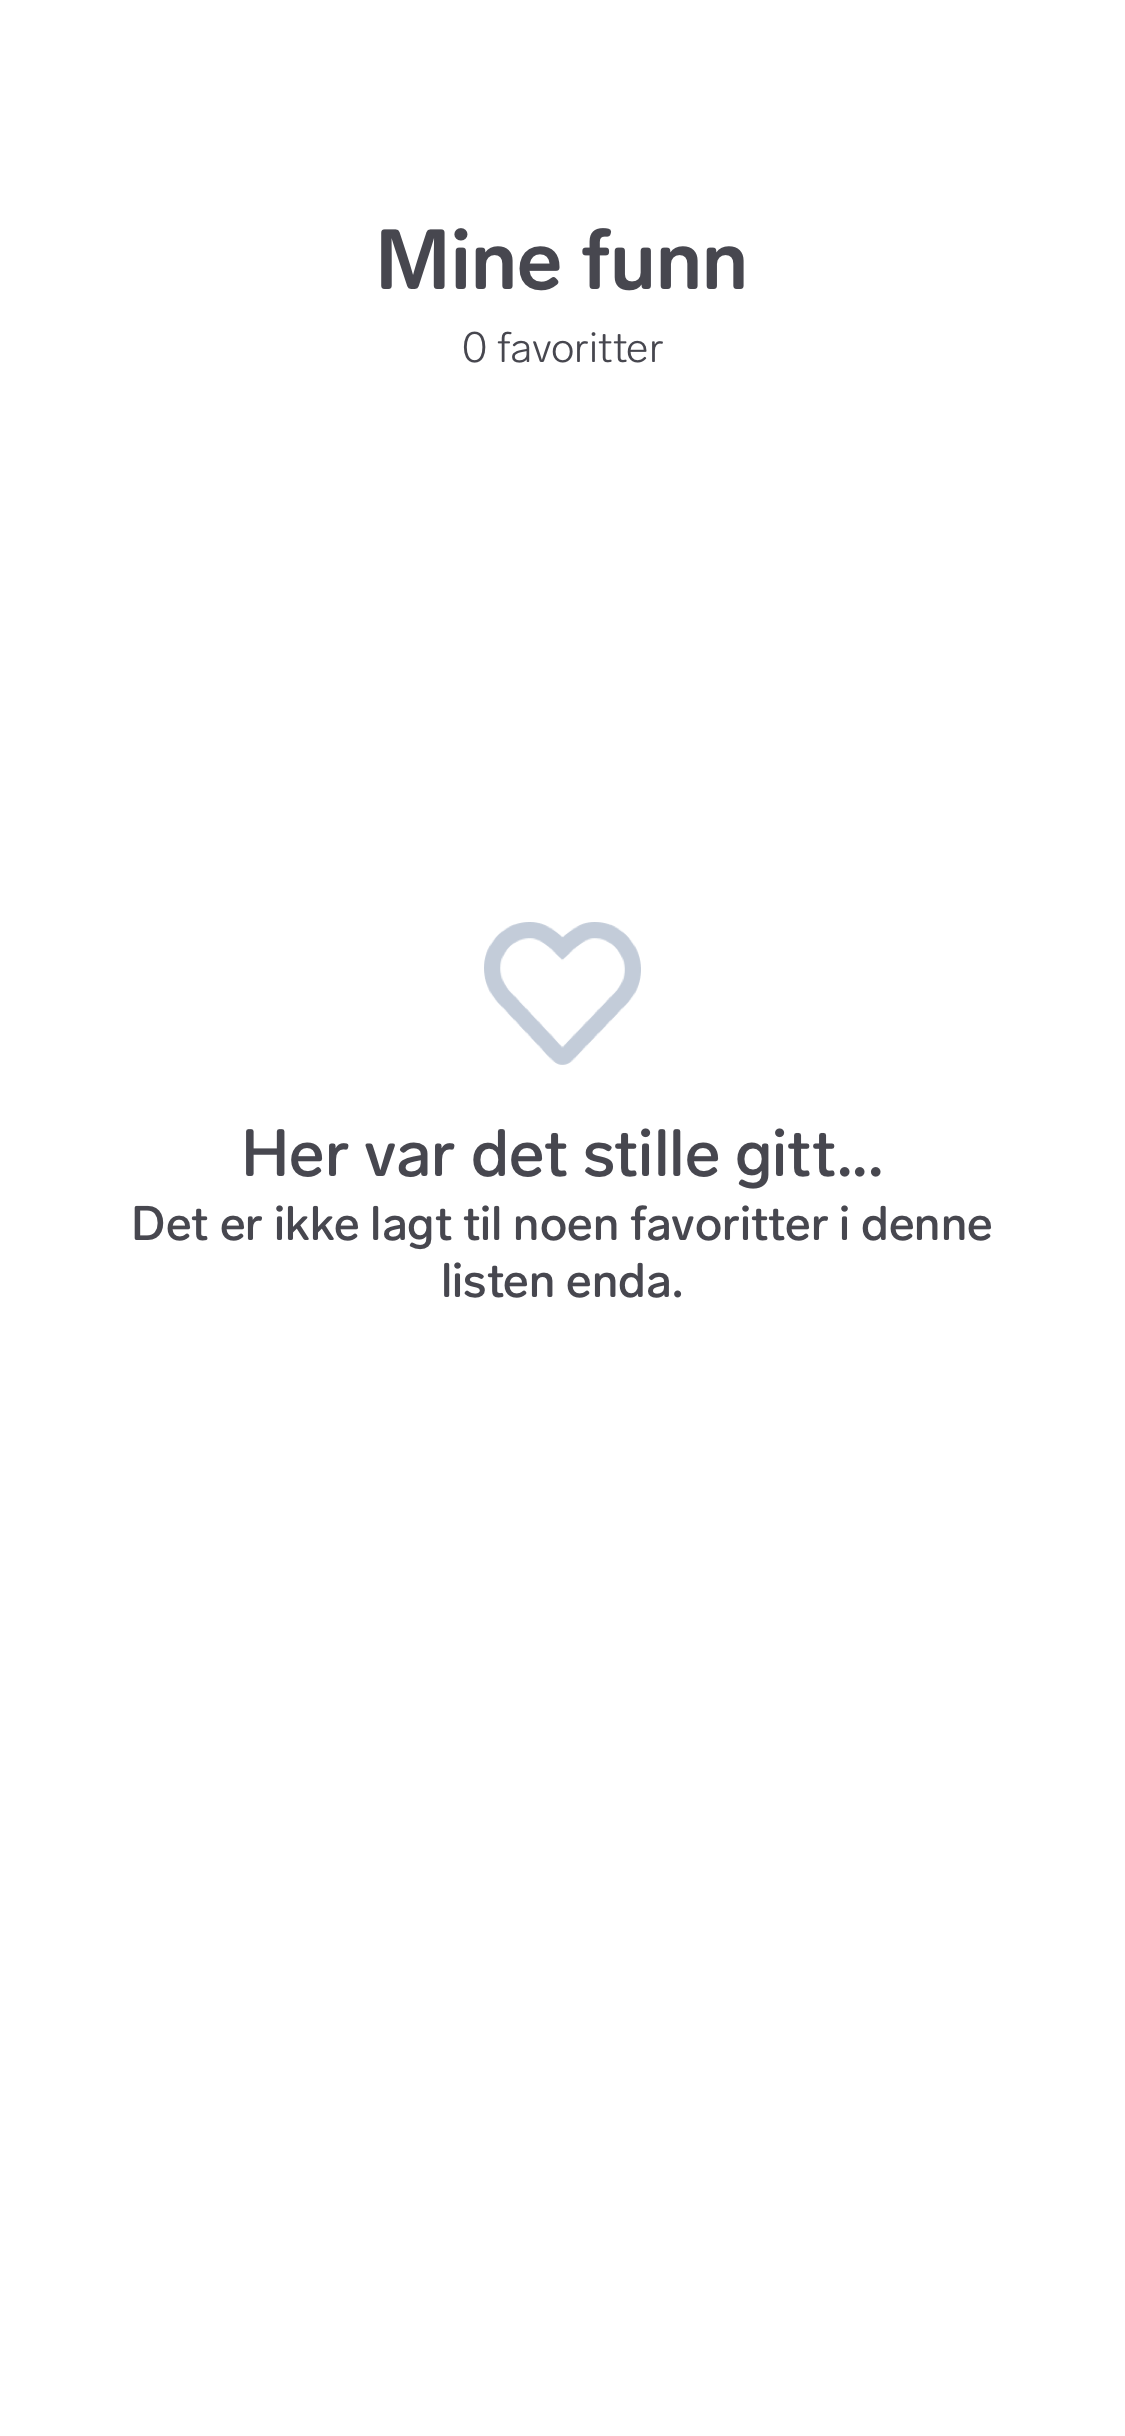 Mine funn
0 favoritter
Her var det stille gitt...
Det er ikke lagt til noen favoritter i denne
listen enda.